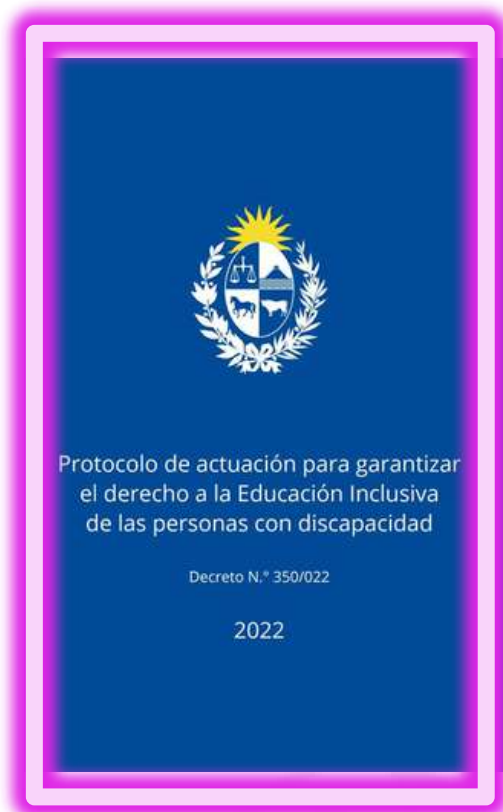 Protocolo de actuación para garantizar
el derecho a la Educación Inclusiva
de las personas con discapacidad
Decreto N.° 350/022
2022